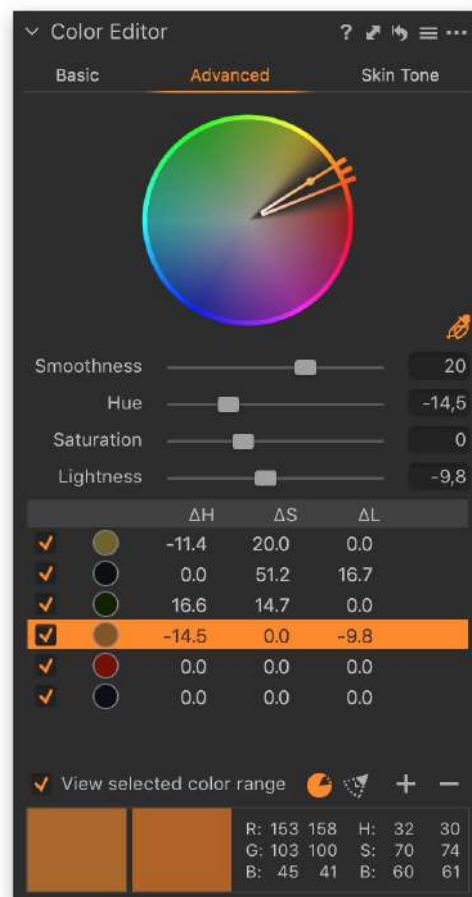 Color Editor ?
Basic Advanced Skin Tone
Smoothness 20
Hue -14,5
Saturation 0
Lightness -9,8
ΔH ΔS ΔL
-11.4 20.0 0.0
0.0 51.2 16.7
16.6 14.7 0.0
-14.5 0.0 -9.8
0.0 0.0 0.0
0.0 0.0 0.0
View selected color range
R: 153 158 H: 32 30
G: 103 100 S: 70 74
B: 45 41 B: 60 61